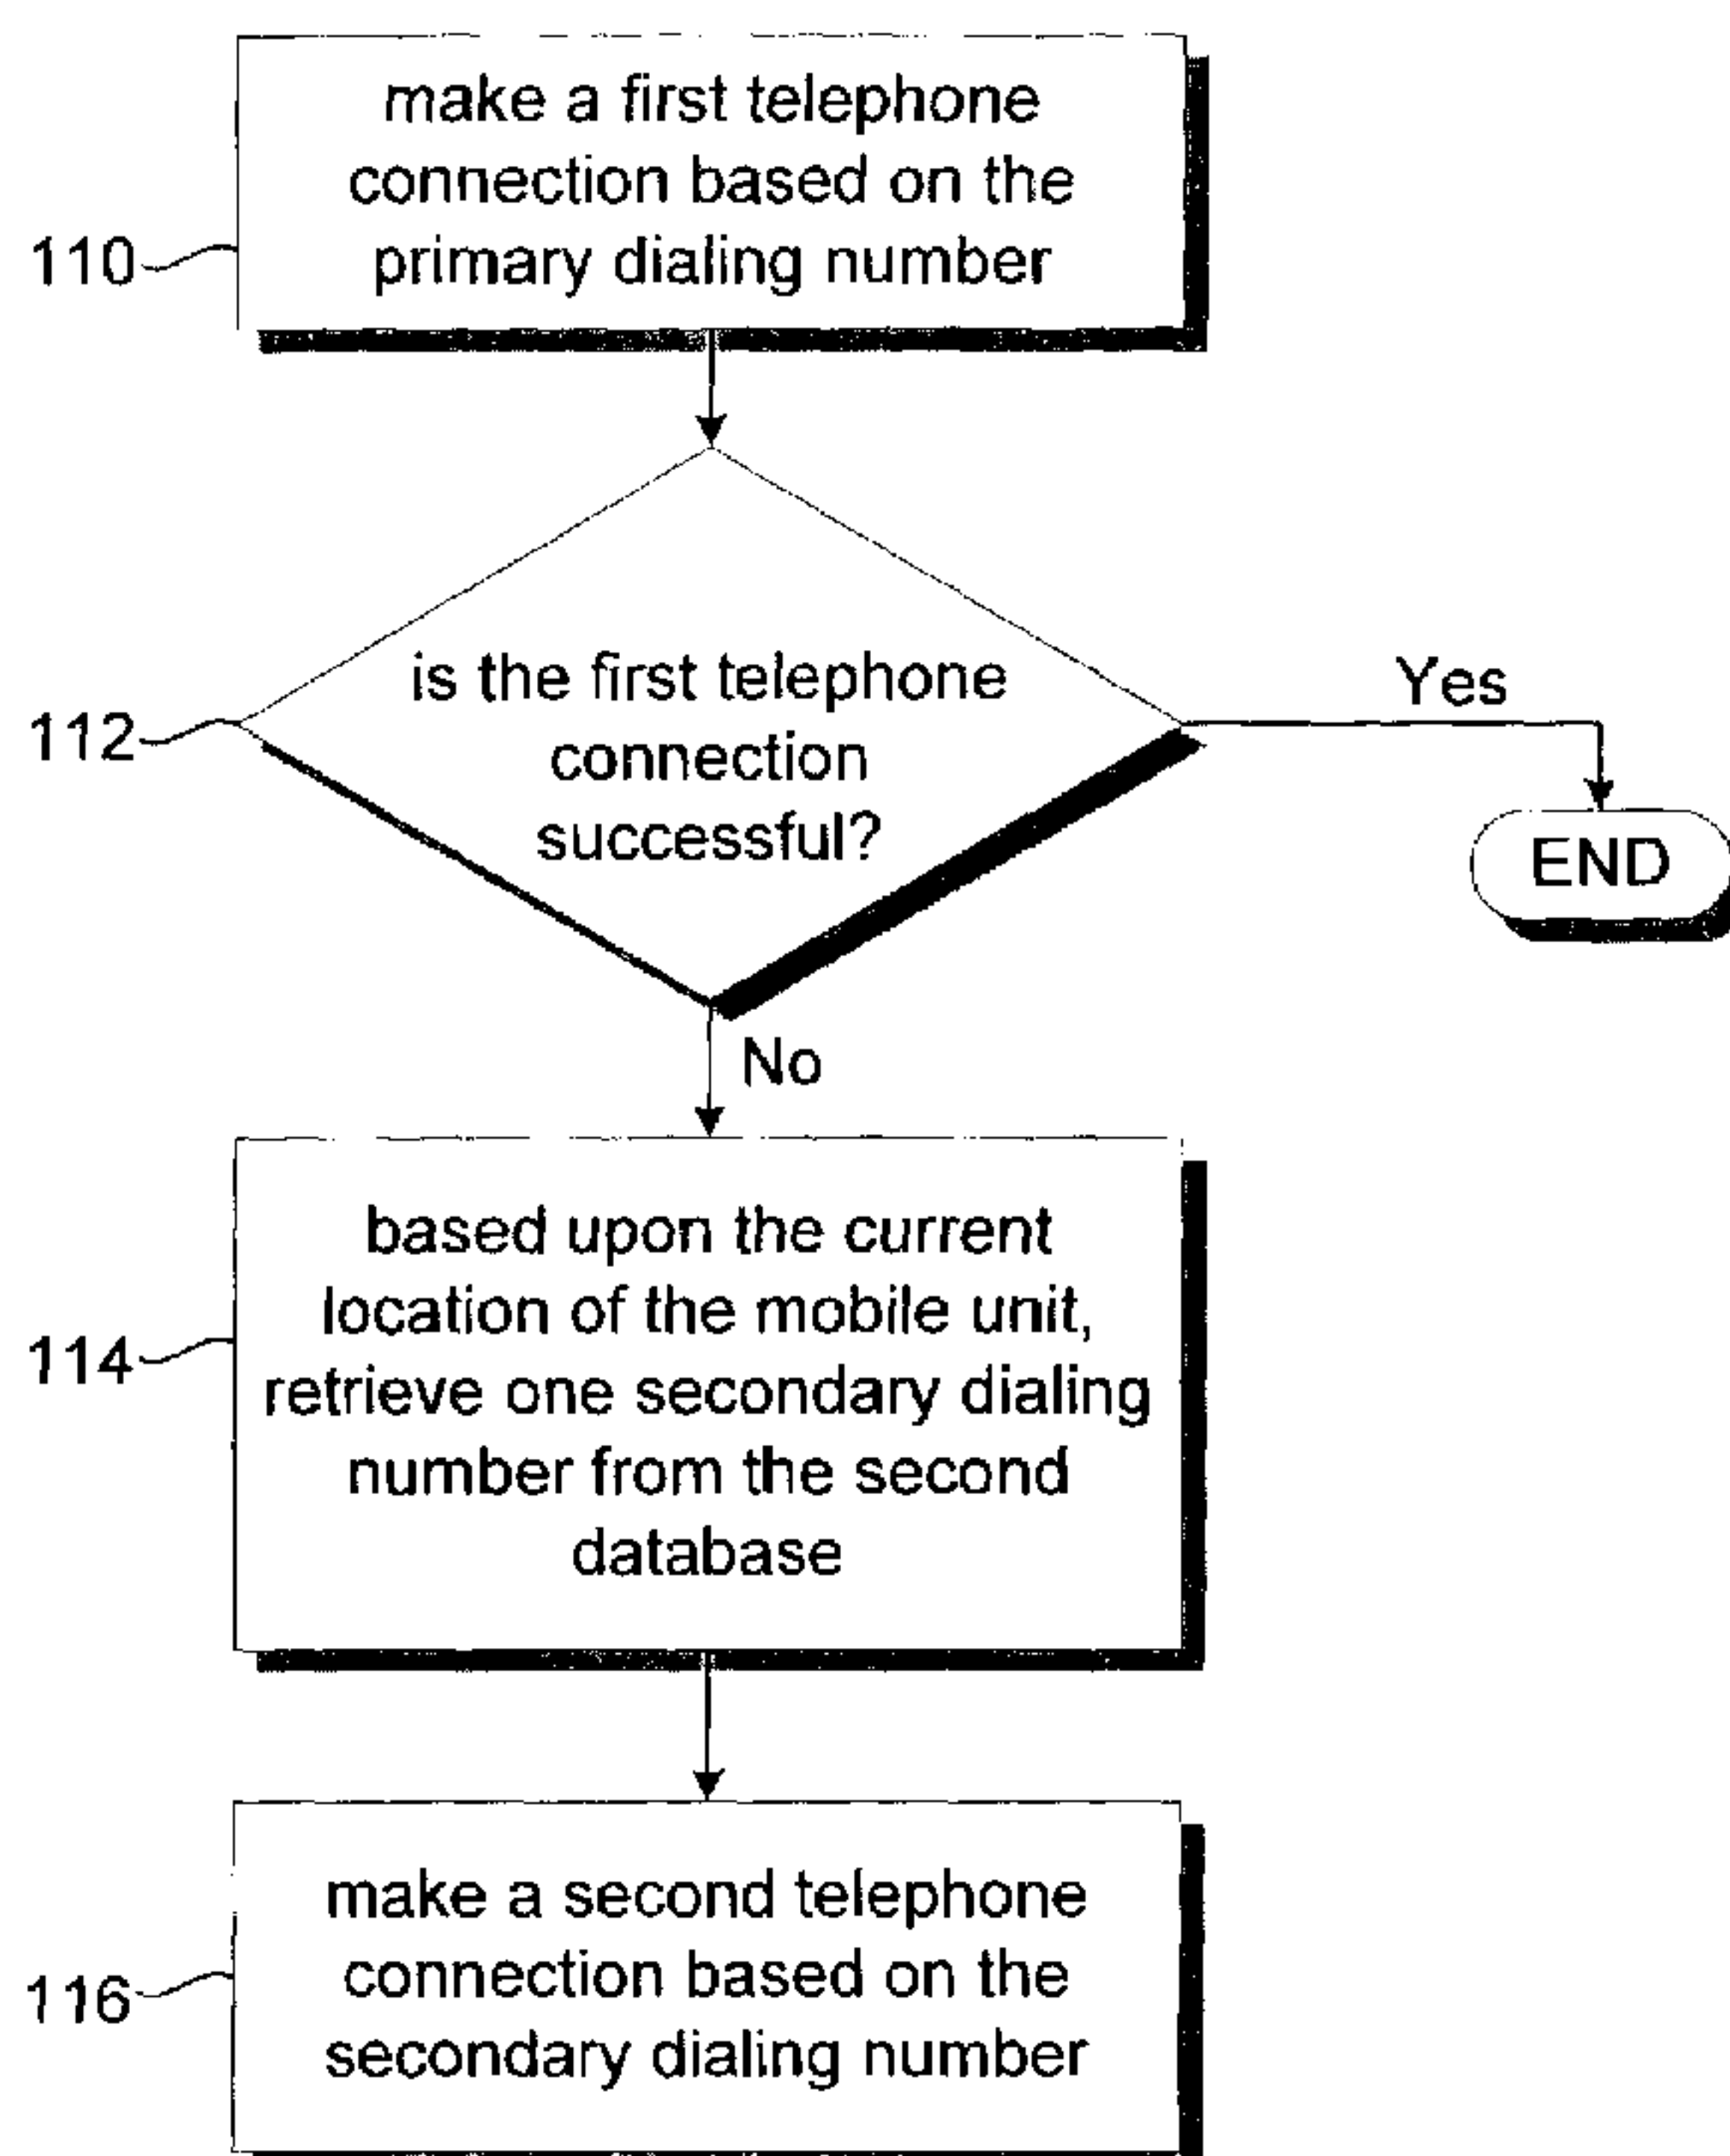 make a first telephone
connection based on the
primary dialing number
110
is the first telephone
connection
successful?
112
Yes
END
No
based upon the current
location of the mobile unit,
retrieve one secondary dialing
number from the second
database
114
make a second telephone
connection based on the
secondary dialing number
116